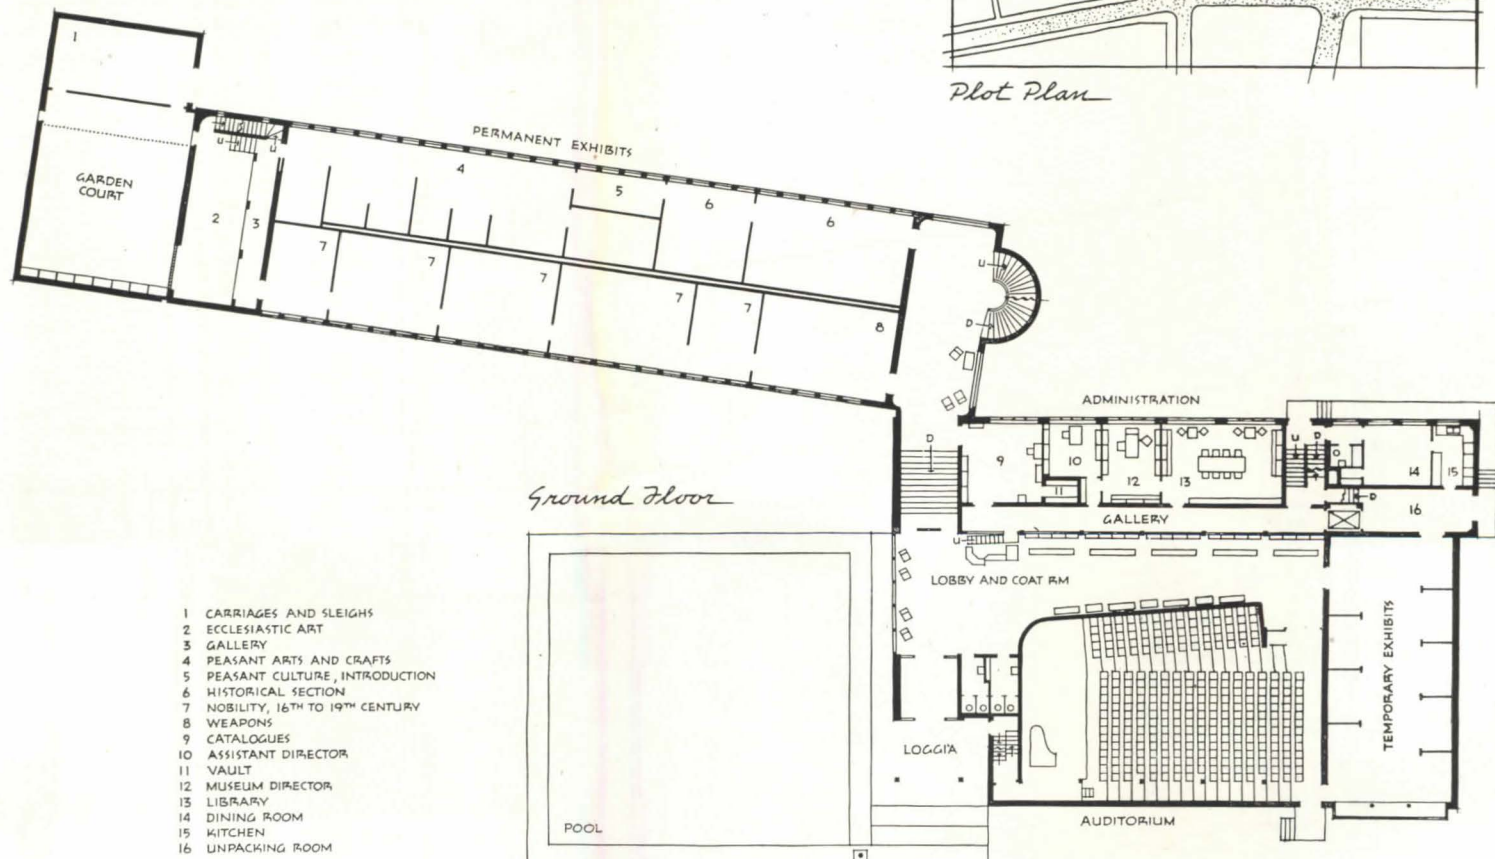 Plot Plan
1
PERMANENT EXHIBITS
GARDEN
COURT
2
3
4
5
6
6
7
7
7
7
7
8
U
U
U
D
D
ADMINISTRATION
9
10
11
12
13
U
D
14
15
D
16
Ground Floor
GALLERY
U
LOBBY AND COAT RM
TEMPORARY EXHIBITS
LOGGIA
POOL
AUDITORIUM
1 CARRIAGES AND SLEIGHS
2 ECCLESIASTIC ART
3 GALLERY
4 PEASANT ARTS AND CRAFTS
5 PEASANT CULTURE, INTRODUCTION
6 HISTORICAL SECTION
7 NOBILITY, 16TH TO 19TH CENTURY
8 WEAPONS
9 CATALOGUES
10 ASSISTANT DIRECTOR
11 VAULT
12 MUSEUM DIRECTOR
13 LIBRARY
14 DINING ROOM
15 KITCHEN
16 UNPACKING ROOM